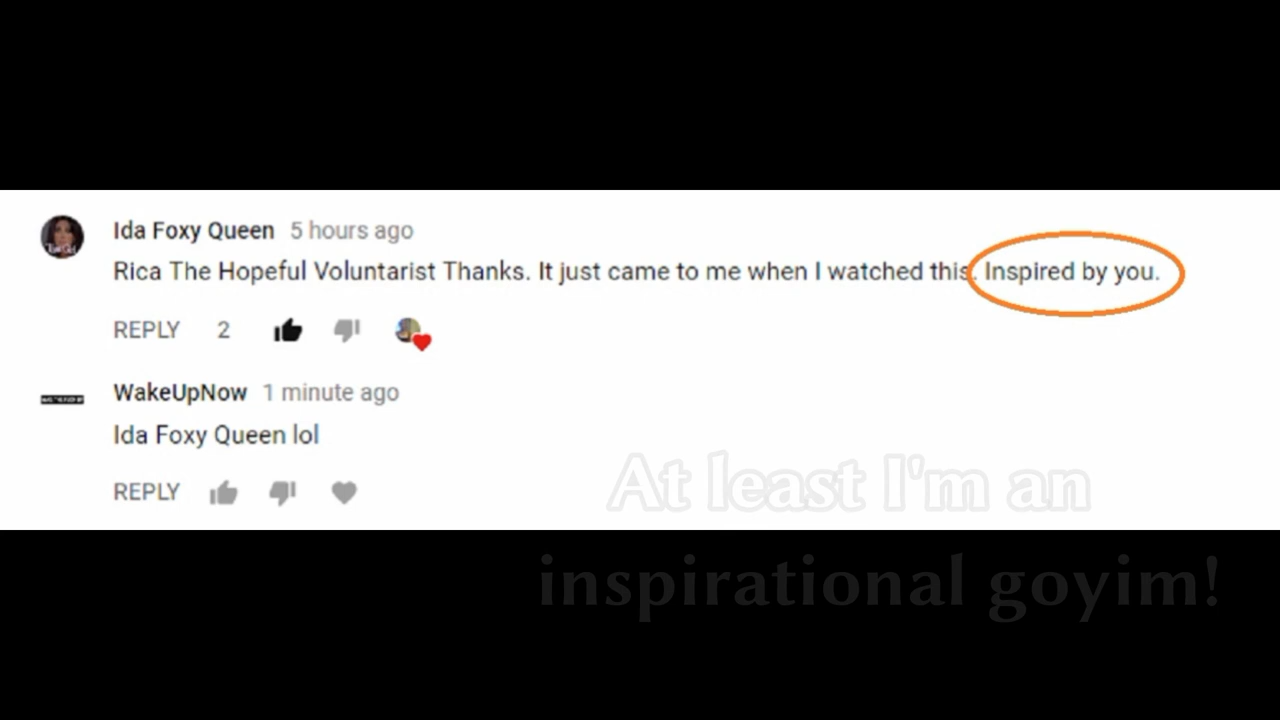 Ida Foxy Queen 5 hours ago
Rica The Hopeful Voluntarist Thanks. It just came to me when I watched this. Inspired by you.
REPLY 2
WakeUpNow 1 minute ago
Ida Foxy Queen lol
REPLY
At least I'm an
inspirational goyim!